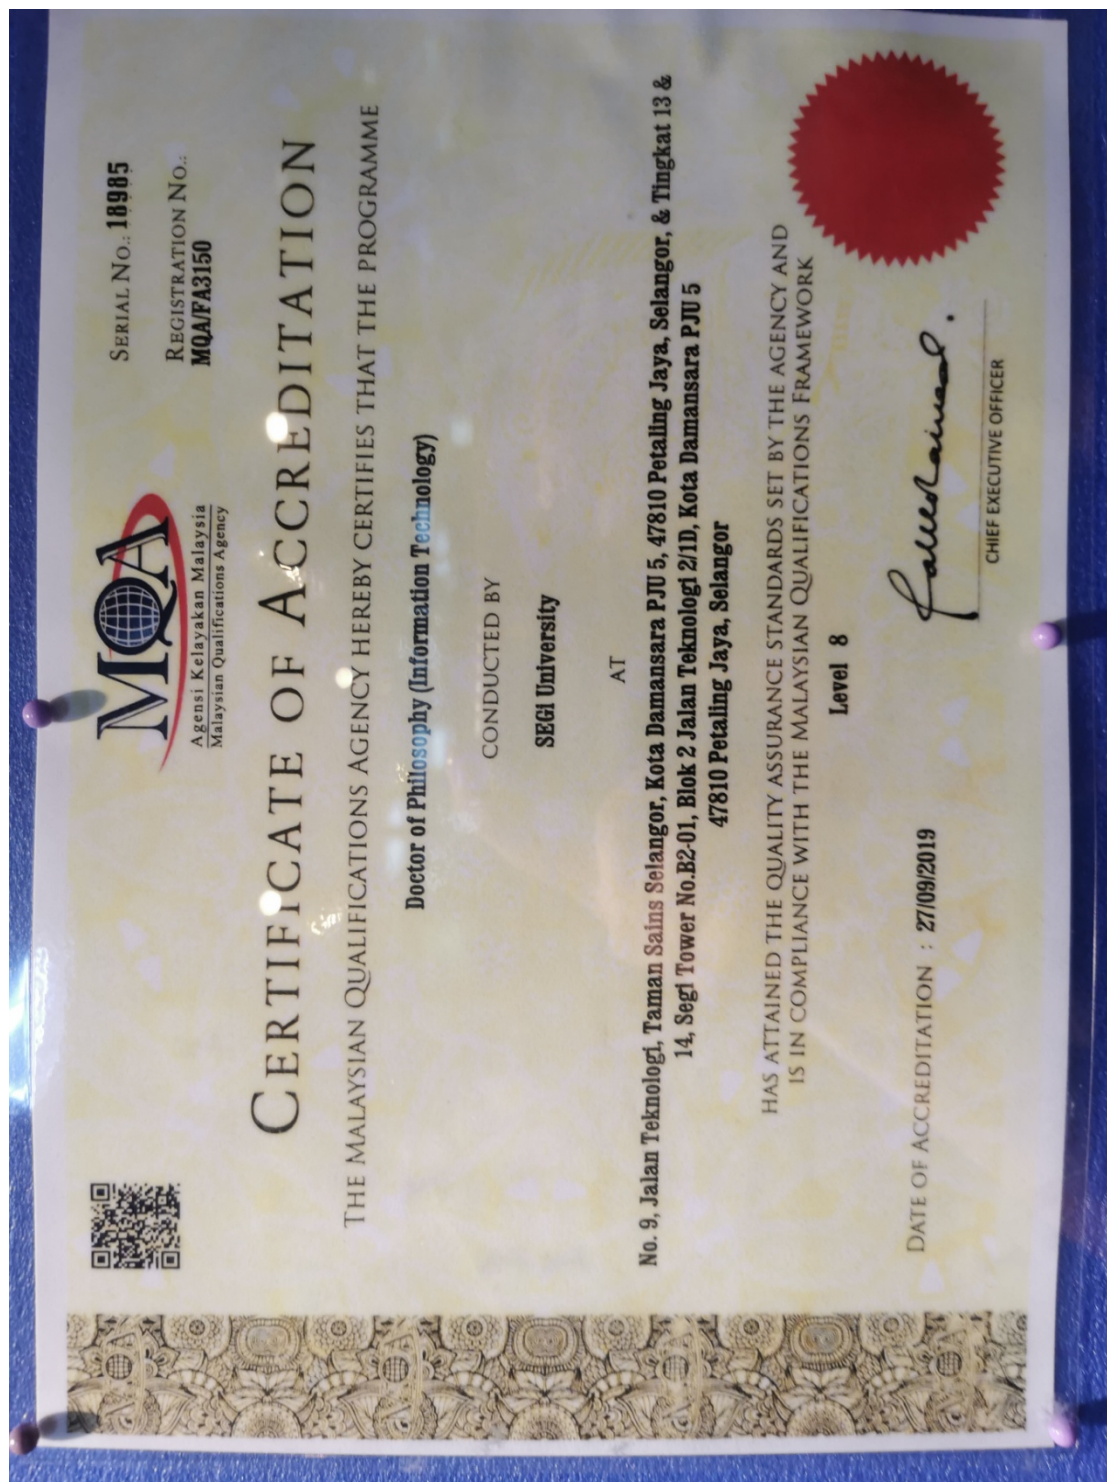 SERIAL NO.: 18985
REGISTRATION NO.:
MQA/FA3150
MQA
Agensi Kelayakan Malaysia
Malaysian Qualifications Agency
CERTIFICATE OF ACCREDITATION
THE MALAYSIAN QUALIFICATIONS AGENCY HEREBY CERTIFIES THAT THE PROGRAMME
Doctor of Philosophy (Information Technology)
CONDUCTED BY
SEGi University
AT
No. 9, Jalan Teknologi, Taman Sains Selangor, Kota Damansara PJU 5, 47810 Petaling Jaya, Selangor, & Tingkat 13 &
14, Segi Tower No.B2-01, Blok 2 Jalan Teknologi 2/1D, Kota Damansara PJU 5
47810 Petaling Jaya, Selangor
HAS ATTAINED THE QUALITY ASSURANCE STANDARDS SET BY THE AGENCY AND
IS IN COMPLIANCE WITH THE MALAYSIAN QUALIFICATIONS FRAMEWORK
Level 8
DATE OF ACCREDITATION : 27/09/2019
CHIEF EXECUTIVE OFFICER